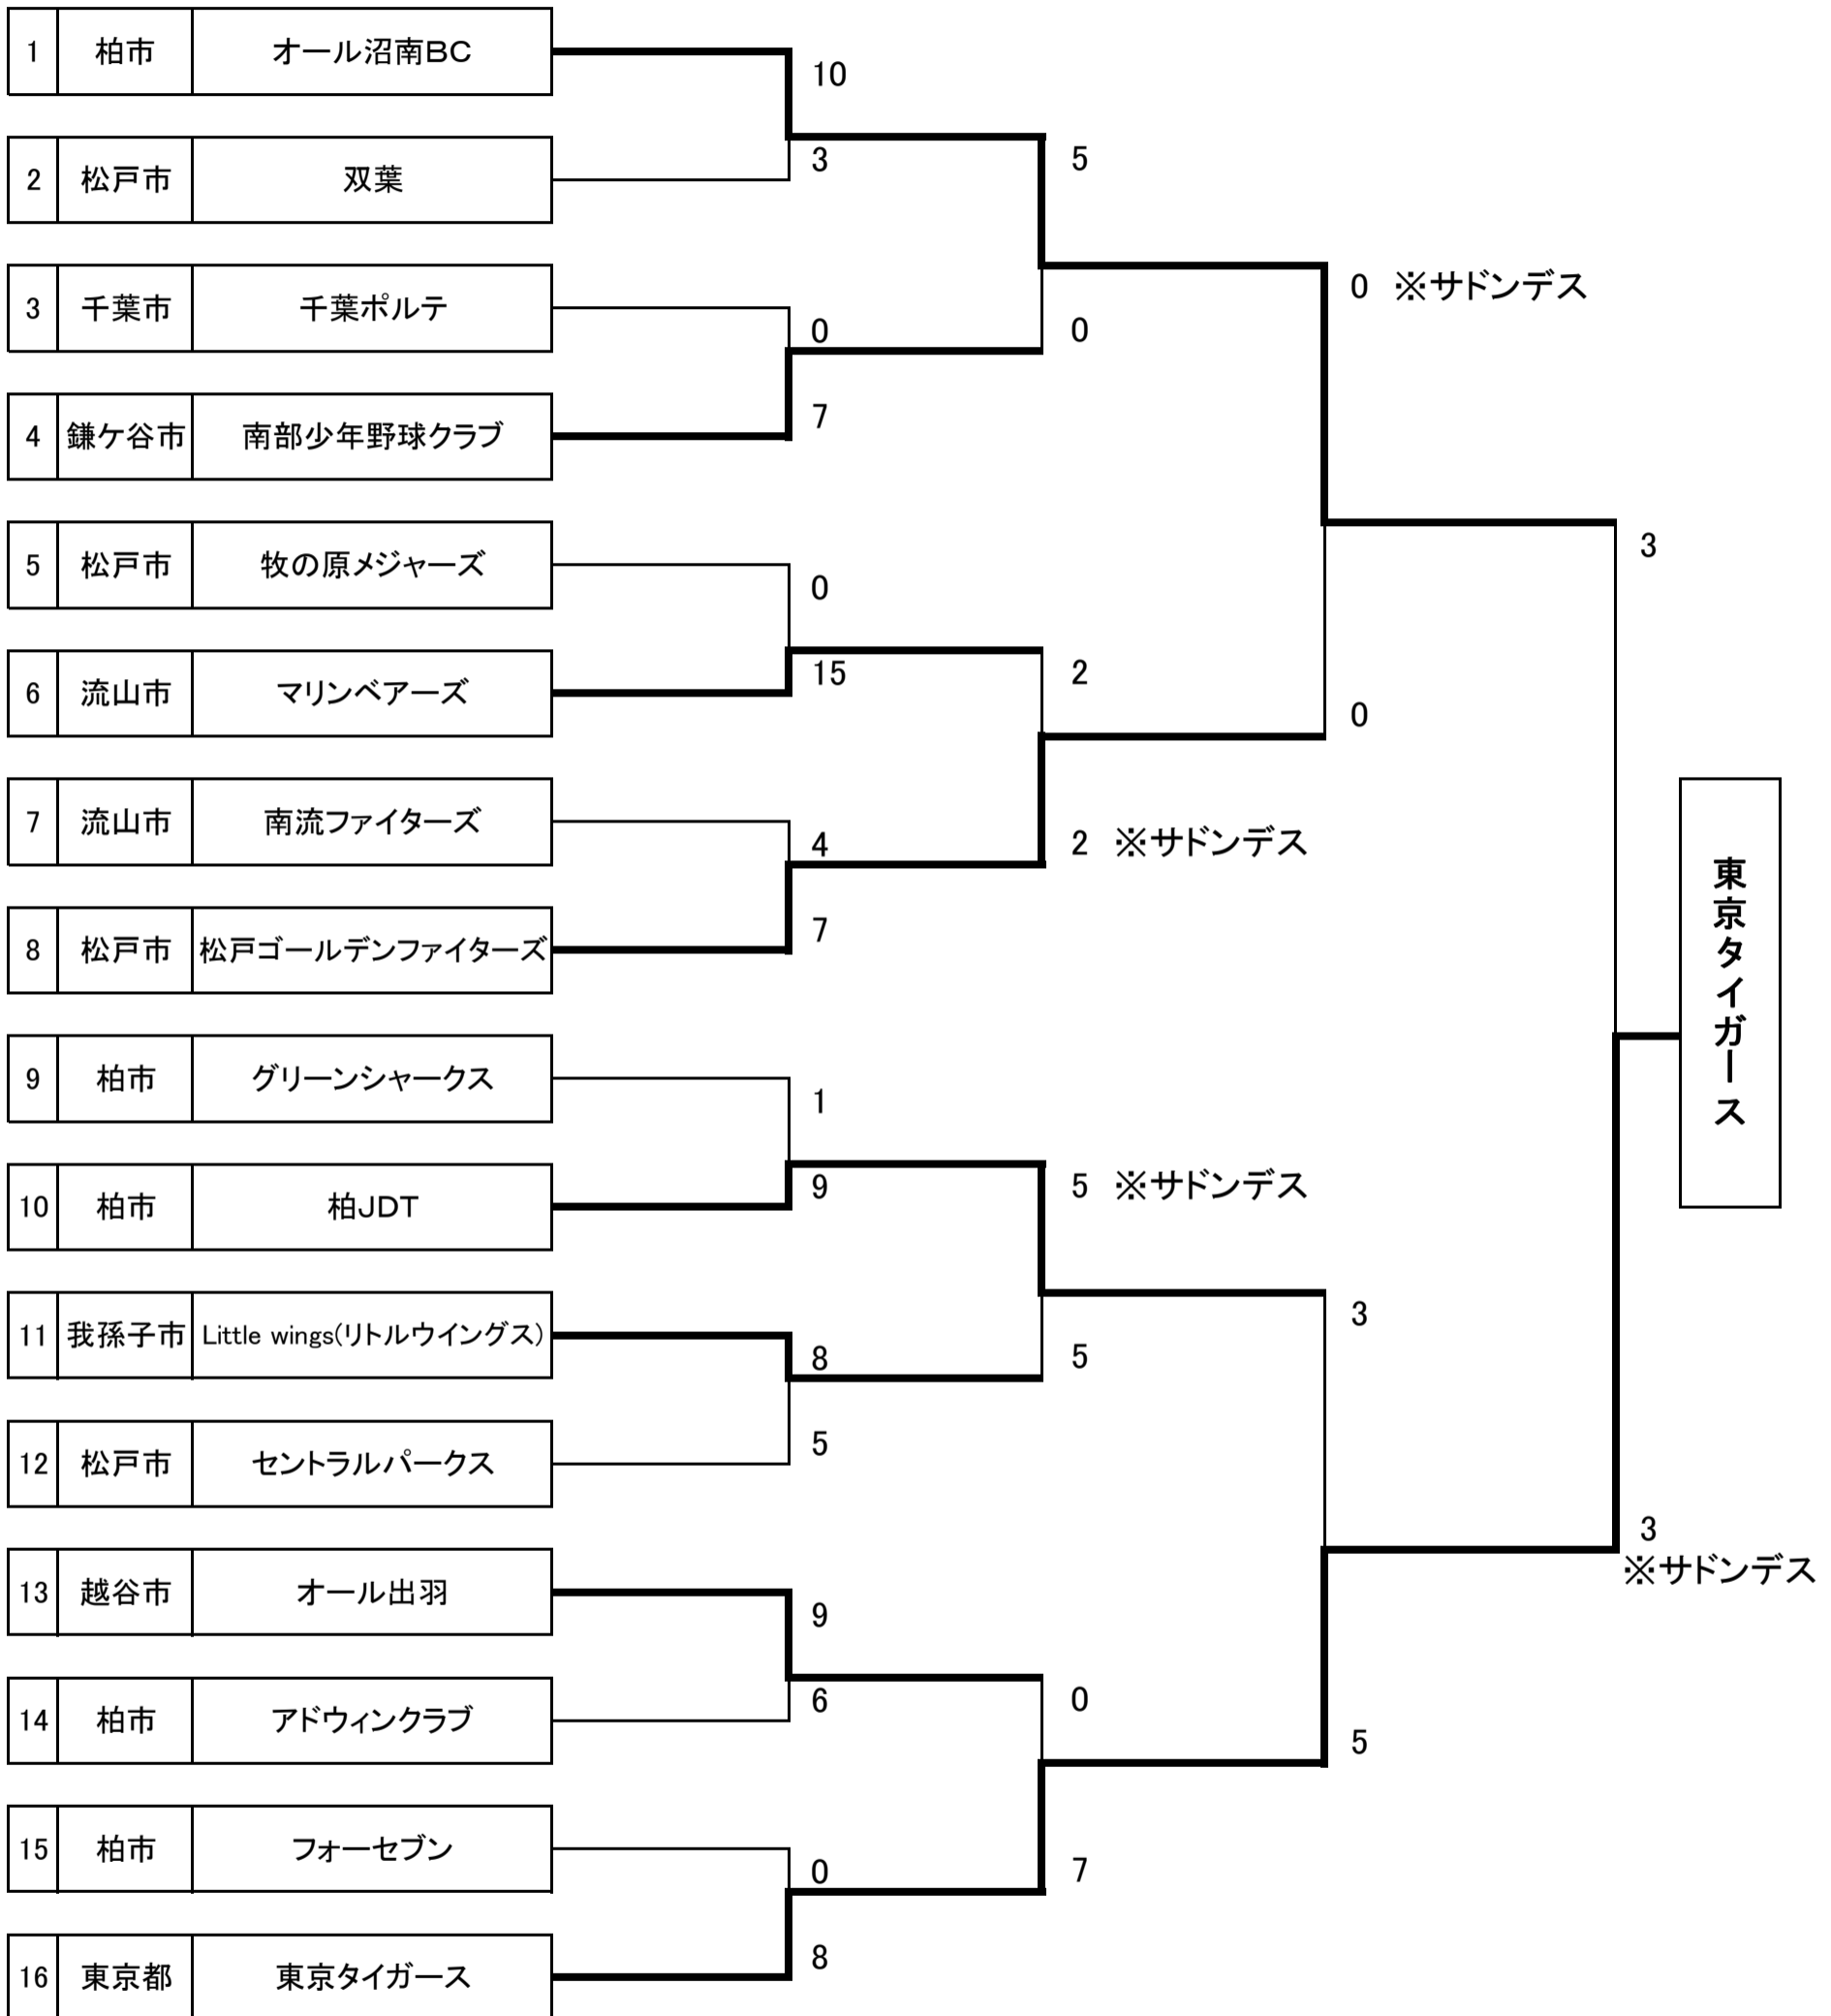 1 柏市 オール沼南BC
10
2 松戸市 双葉
3
5
3 千葉市 千葉ポルテ
0
0
0 ※サドンデス
4 鎌ケ谷市 南部少年野球クラブ
7
5 松戸市 牧の原メジャーズ
0
3
6 流山市 マリンベアーズ
15
2
0
7 流山市 南流ファイターズ
4
2 ※サドンデス
8 松戸市 松戸ゴールデンファイターズ
7
東京タイガース
9 柏市 グリーンシャークス
1
10 柏市 柏JDT
9
5 ※サドンデス
11 我孫子市 Little wings(リトルウイングス)
8
5
3
12 松戸市 セントラルパークス
5
3
※サドンデス
13 越谷市 オール出羽
9
14 柏市 アドウィンクラブ
6
0
5
15 柏市 フォーセブン
0
7
16 東京都 東京タイガース
8